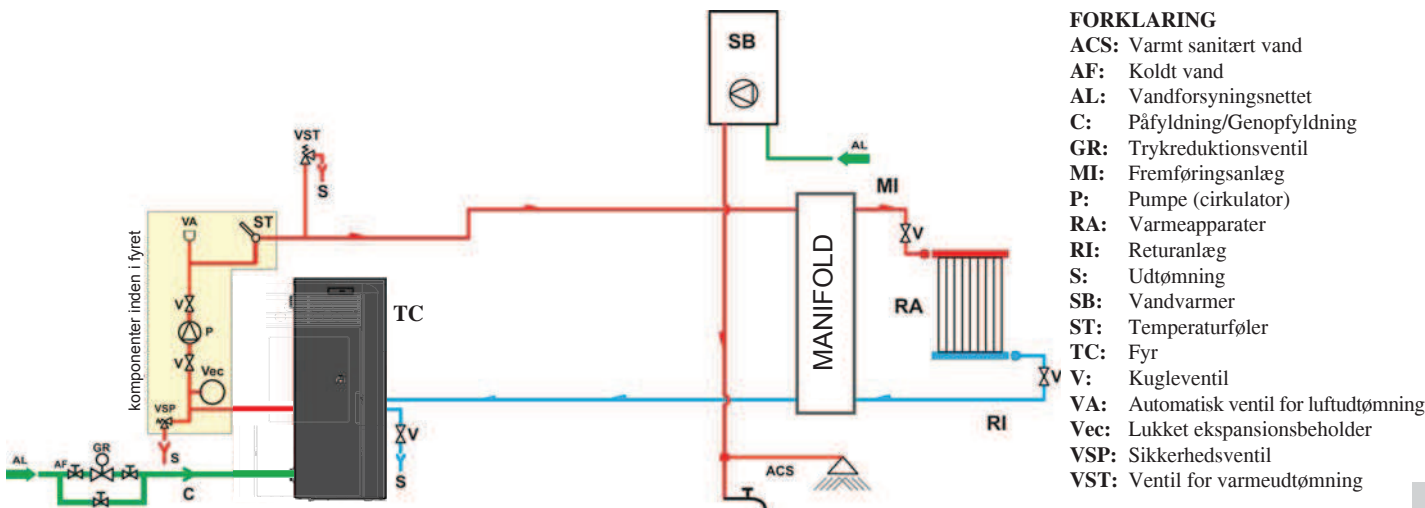 SB
AL
VST
S
MI
VA
ST
V
V
P
V
Vec
VSP
S
komponenter inden i fyret
TC
MANIFOLD
RA
V
RI
V
S
AL
AF
GR
C
ACS
FORKLARING
ACS: Varmt sanitært vand
AF: Koldt vand
AL: Vandforsyningsnettet
C: Påfyldning/Genopfyldning
GR: Trykreduktionsventil
MI: Fremføringsanlæg
P: Pumpe (cirkulator)
RA: Varmeapparater
RI: Returanlæg
S: Udtømning
SB: Vandvarmer
ST: Temperaturføler
TC: Fyr
V: Kugleventil
VA: Automatisk ventil for luftudtømning
Vec: Lukket ekspansionsbeholder
VSP: Sikkerhedsventil
VST: Ventil for varmeudtømning